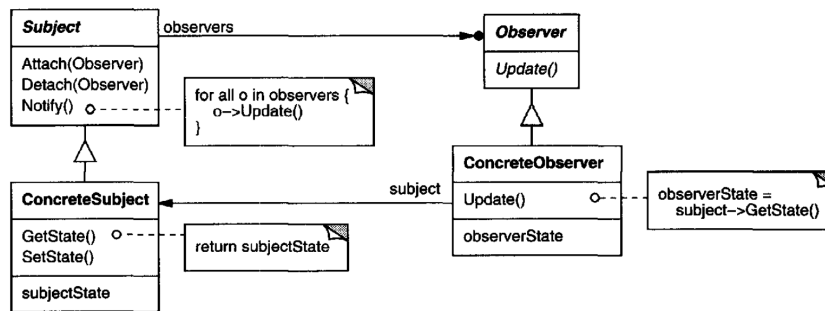 Subject
observers
Observer
Attach(Observer)
Detach(Observer)
Notify()
for all o in observers {
o->Update()
}
Update()
ConcreteSubject
GetState()
SetState()
subjectState
return subjectState
subject
ConcreteObserver
Update()
observerState
observerState =
subject->GetState()